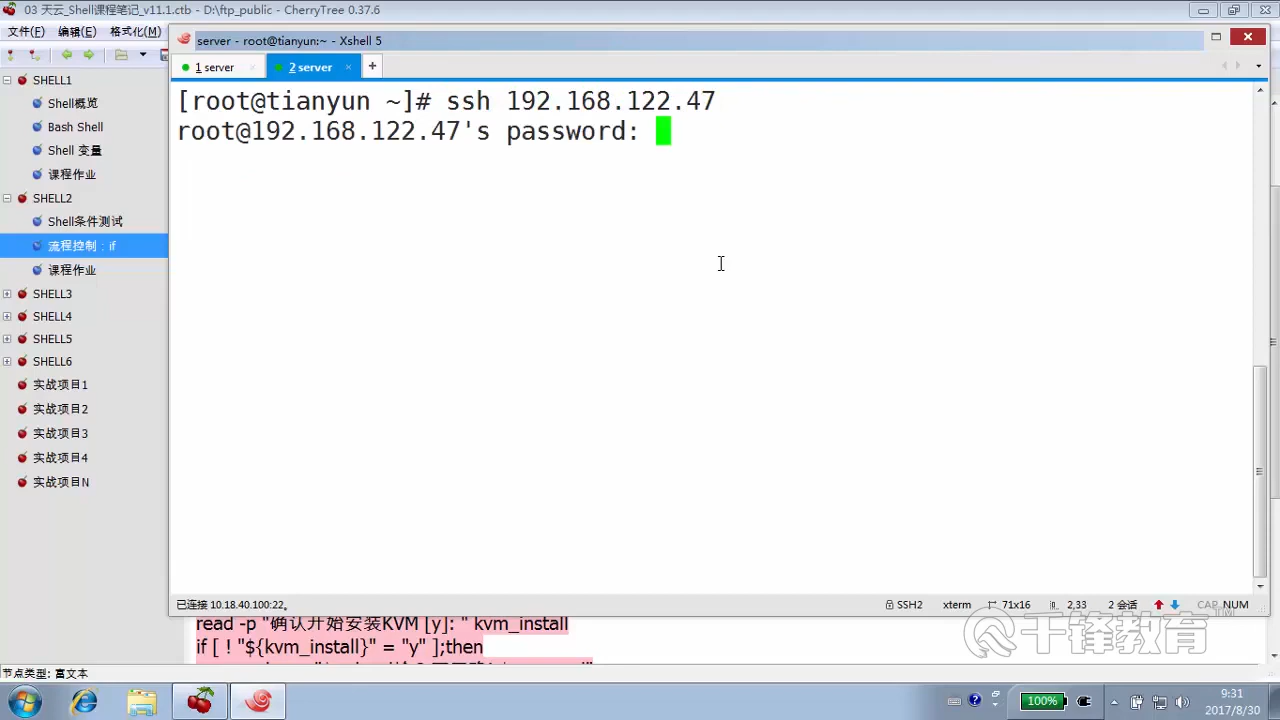 03 天云_Shell课程笔记_v11.1.ctb - D:\ftp_public - CherryTree 0.37.6
文件(F) 编辑(E) 格式化(M)
server - root@tianyun:~ - Xshell 5
1 server × 2 server × +
SHELL1
Shell概览
Bash Shell
Shell 变量
课程作业
SHELL2
Shell条件测试
流程控制：if
课程作业
SHELL3
SHELL4
SHELL5
SHELL6
实战项目1
实战项目2
实战项目3
实战项目4
实战项目N
[root@tianyun ~]# ssh 192.168.122.47
root@192.168.122.47's password:
已连接 10.18.40.100:22。 SSH2 xterm 71x16 2,33 2 会话 CAP NUM
read -p "确认开始安装KVM [y]: " kvm_install
if [ ! "${kvm_install}" = "y" ];then
千锋教育 TM
节点类型: 富文本
100%
9:31
2017/8/30